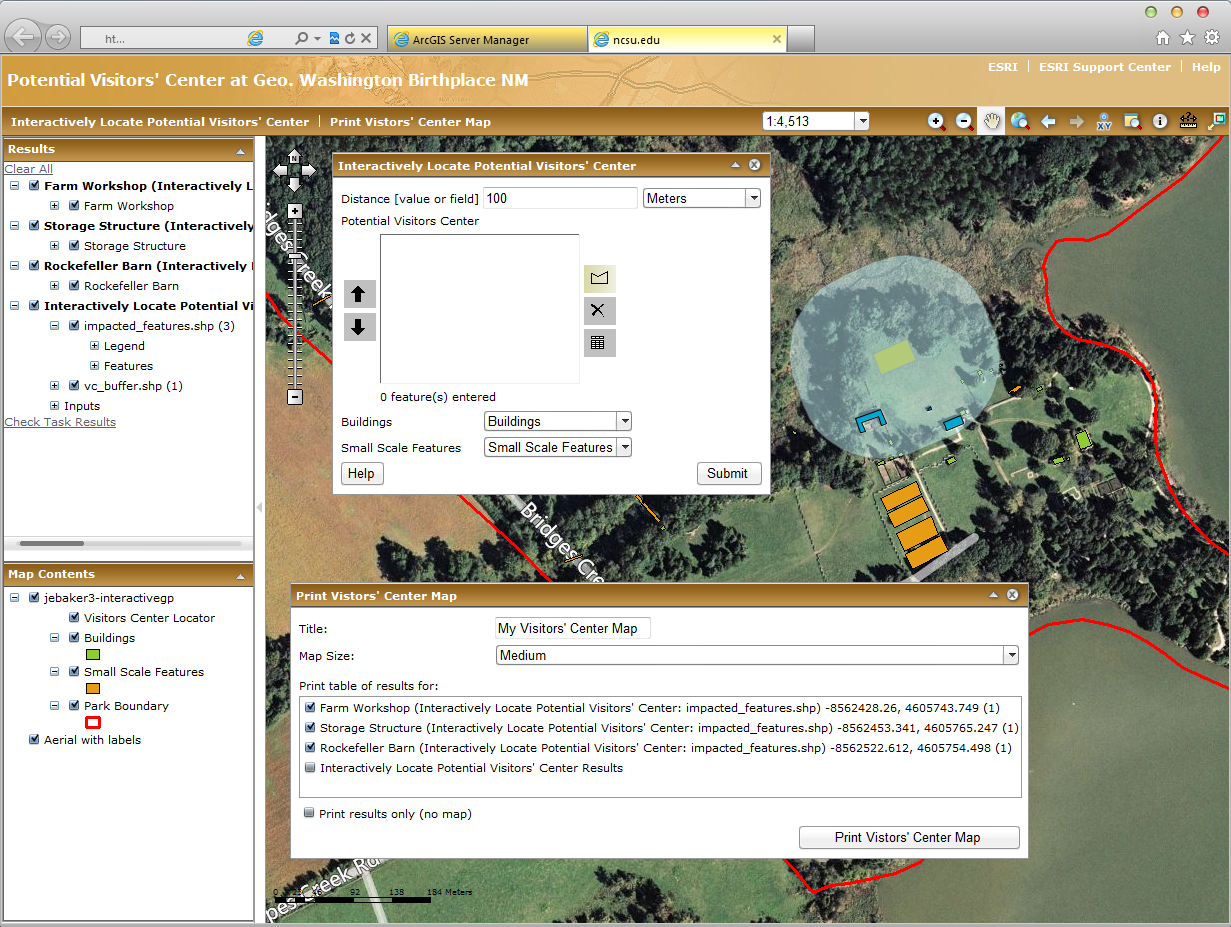 ht...
ArcGIS Server Manager
ncsu.edu
Potential Visitors' Center at Geo. Washington Birthplace NM
ESRI | ESRI Support Center | Help
Interactively Locate Potential Visitors' Center | Print Vistors' Center Map
1:4,513
XY
Results
Clear All
Farm Workshop (Interactively L
Farm Workshop
Storage Structure (Interactively
Storage Structure
Rockefeller Barn (Interactively
Rockefeller Barn
Interactively Locate Potential Vi
impacted_features.shp (3)
Legend
Features
vc_buffer.shp (1)
Inputs
Check Task Results
Map Contents
jebaker3-interactivegp
Visitors Center Locator
Buildings
Small Scale Features
Park Boundary
Aerial with labels
N
Interactively Locate Potential Visitors' Center
Distance [value or field] 100 Meters
Potential Visitors Center
0 feature(s) entered
Buildings Buildings
Small Scale Features Small Scale Features
Help Submit
Bridges Cre
Print Vistors' Center Map
Title: My Visitors' Center Map
Map Size: Medium
Print table of results for:
Farm Workshop (Interactively Locate Potential Visitors' Center: impacted_features.shp) -8562428.26, 4605743.749 (1)
Storage Structure (Interactively Locate Potential Visitors' Center: impacted_features.shp) -8562453.341, 4605765.247 (1)
Rockefeller Barn (Interactively Locate Potential Visitors' Center: impacted_features.shp) -8562522.612, 4605754.498 (1)
Interactively Locate Potential Visitors' Center Results
Print results only (no map)
Print Vistors' Center Map
pes Creek Rd
0 23 46 92 138 184 Meters